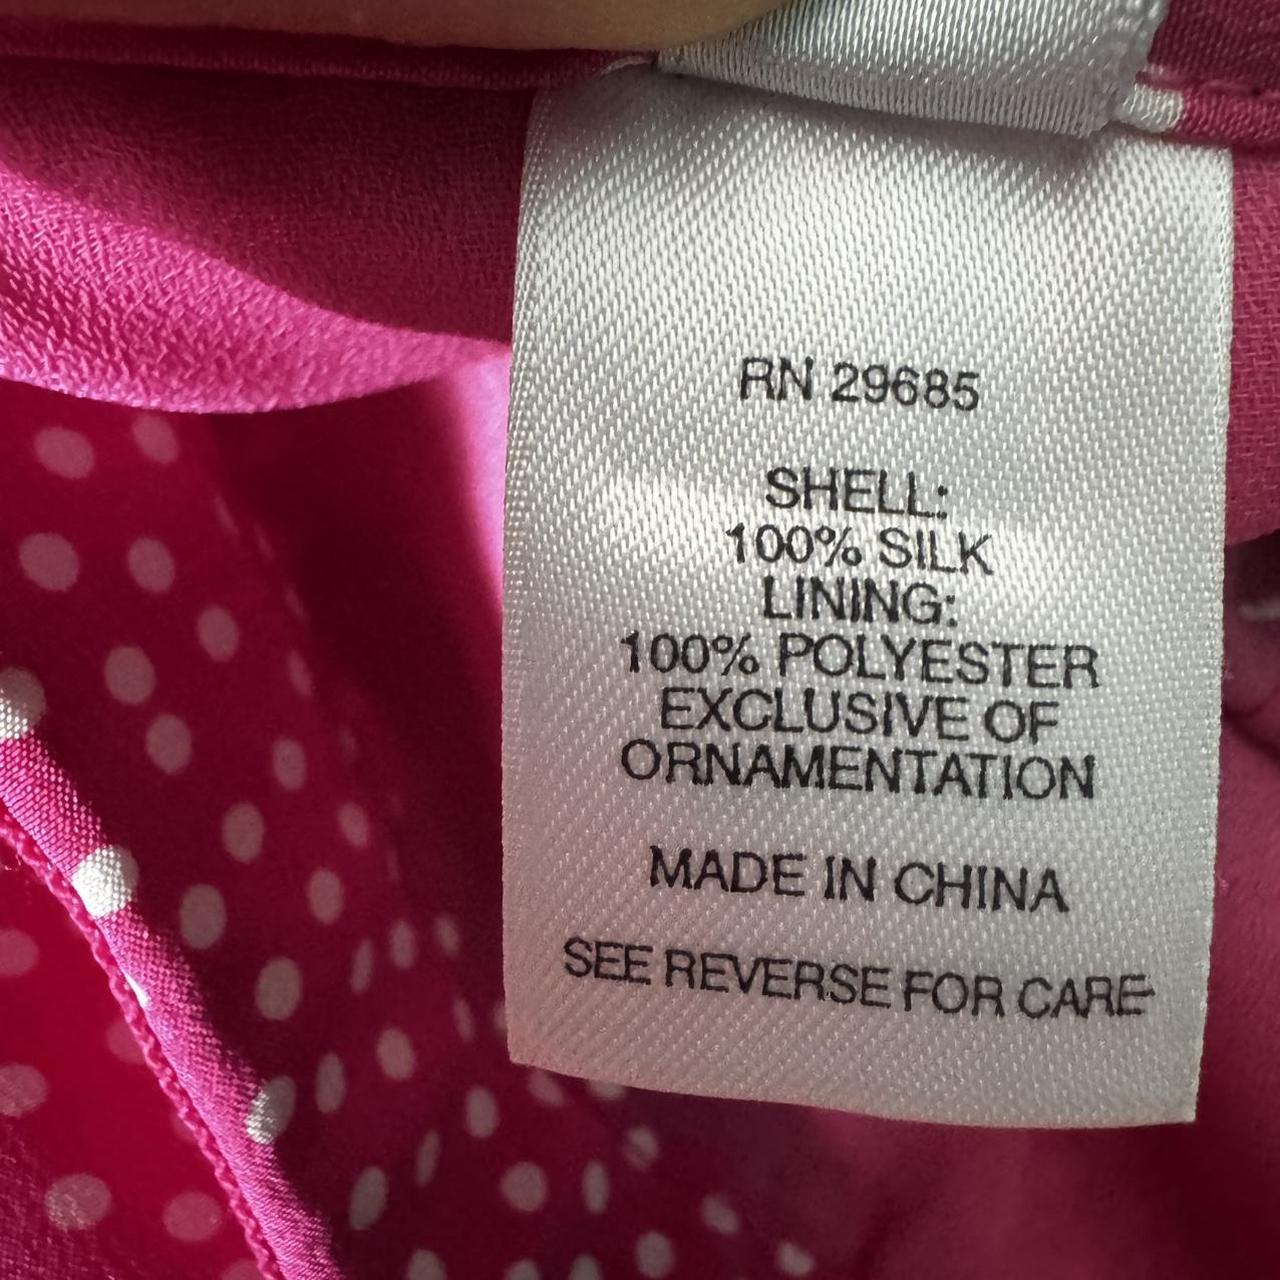 RN 29685
SHELL:
100% SILK
LINING:
100% POLYESTER
EXCLUSIVE OF
ORNAMENTATION
MADE IN CHINA
SEE REVERSE FOR CARE